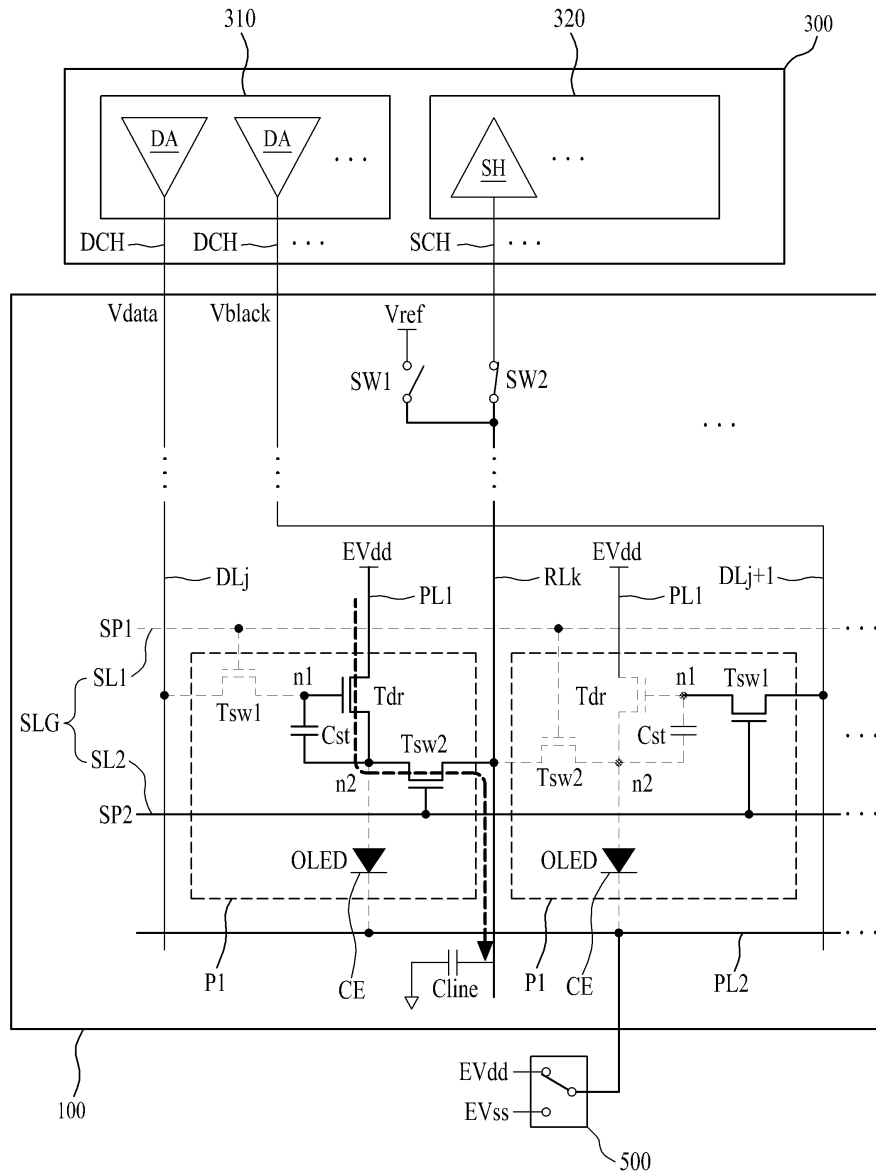 310 320 300
DA DA · · · SH · · ·
DCH DCH · · · SCH · · ·
Vdata Vblack Vref
SW1 SW2
· · ·
EVdd EVdd
DLj PL1 RLk PL1 DLj+1
SP1 · · · ·
SL1 n1 n1 Tsw1
Tsw1 Tdr Tdr
SLG Cst Tsw2 Cst · · · ·
SL2 n2 Tsw2 n2
SP2 · · · ·
OLED OLED
· · · ·
P1 CE Cline P1 CE PL2
EVdd
100 EVss
500